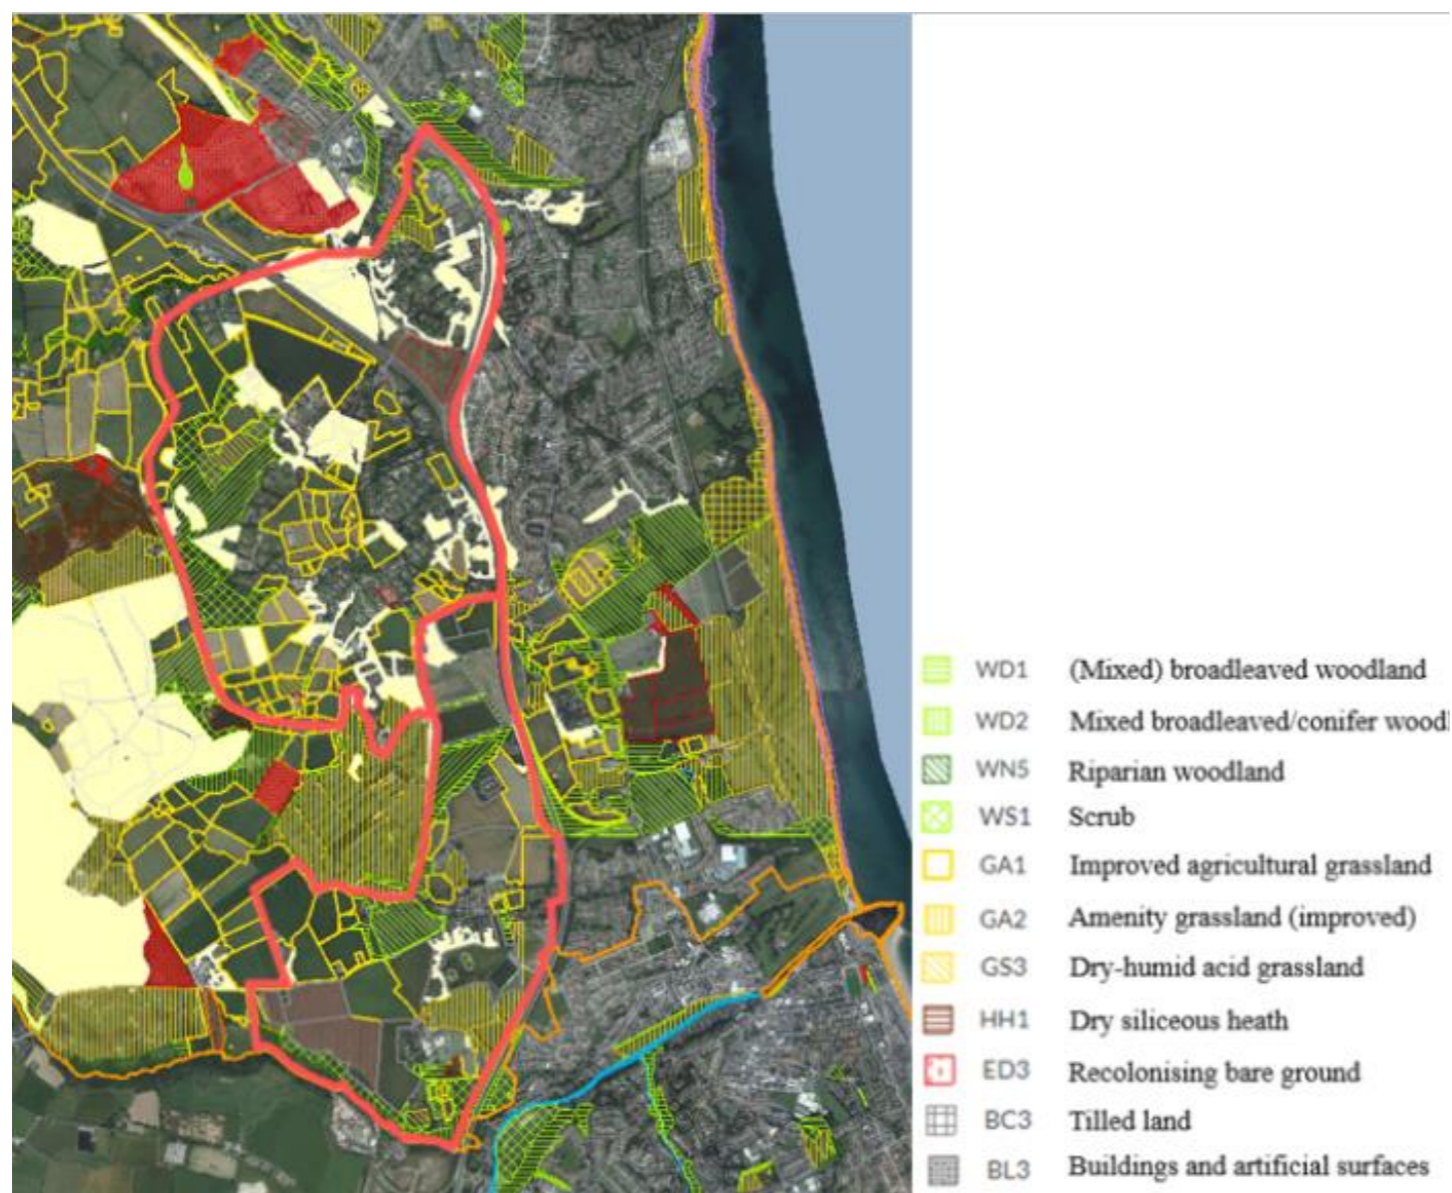 WD1 (Mixed) broadleaved woodland
WD2 Mixed broadleaved/conifer woodl
WN5 Riparian woodland
WS1 Scrub
GA1 Improved agricultural grassland
GA2 Amenity grassland (improved)
GS3 Dry-humid acid grassland
HH1 Dry siliceous heath
ED3 Recolonising bare ground
BC3 Tilled land
BL3 Buildings and artificial surfaces